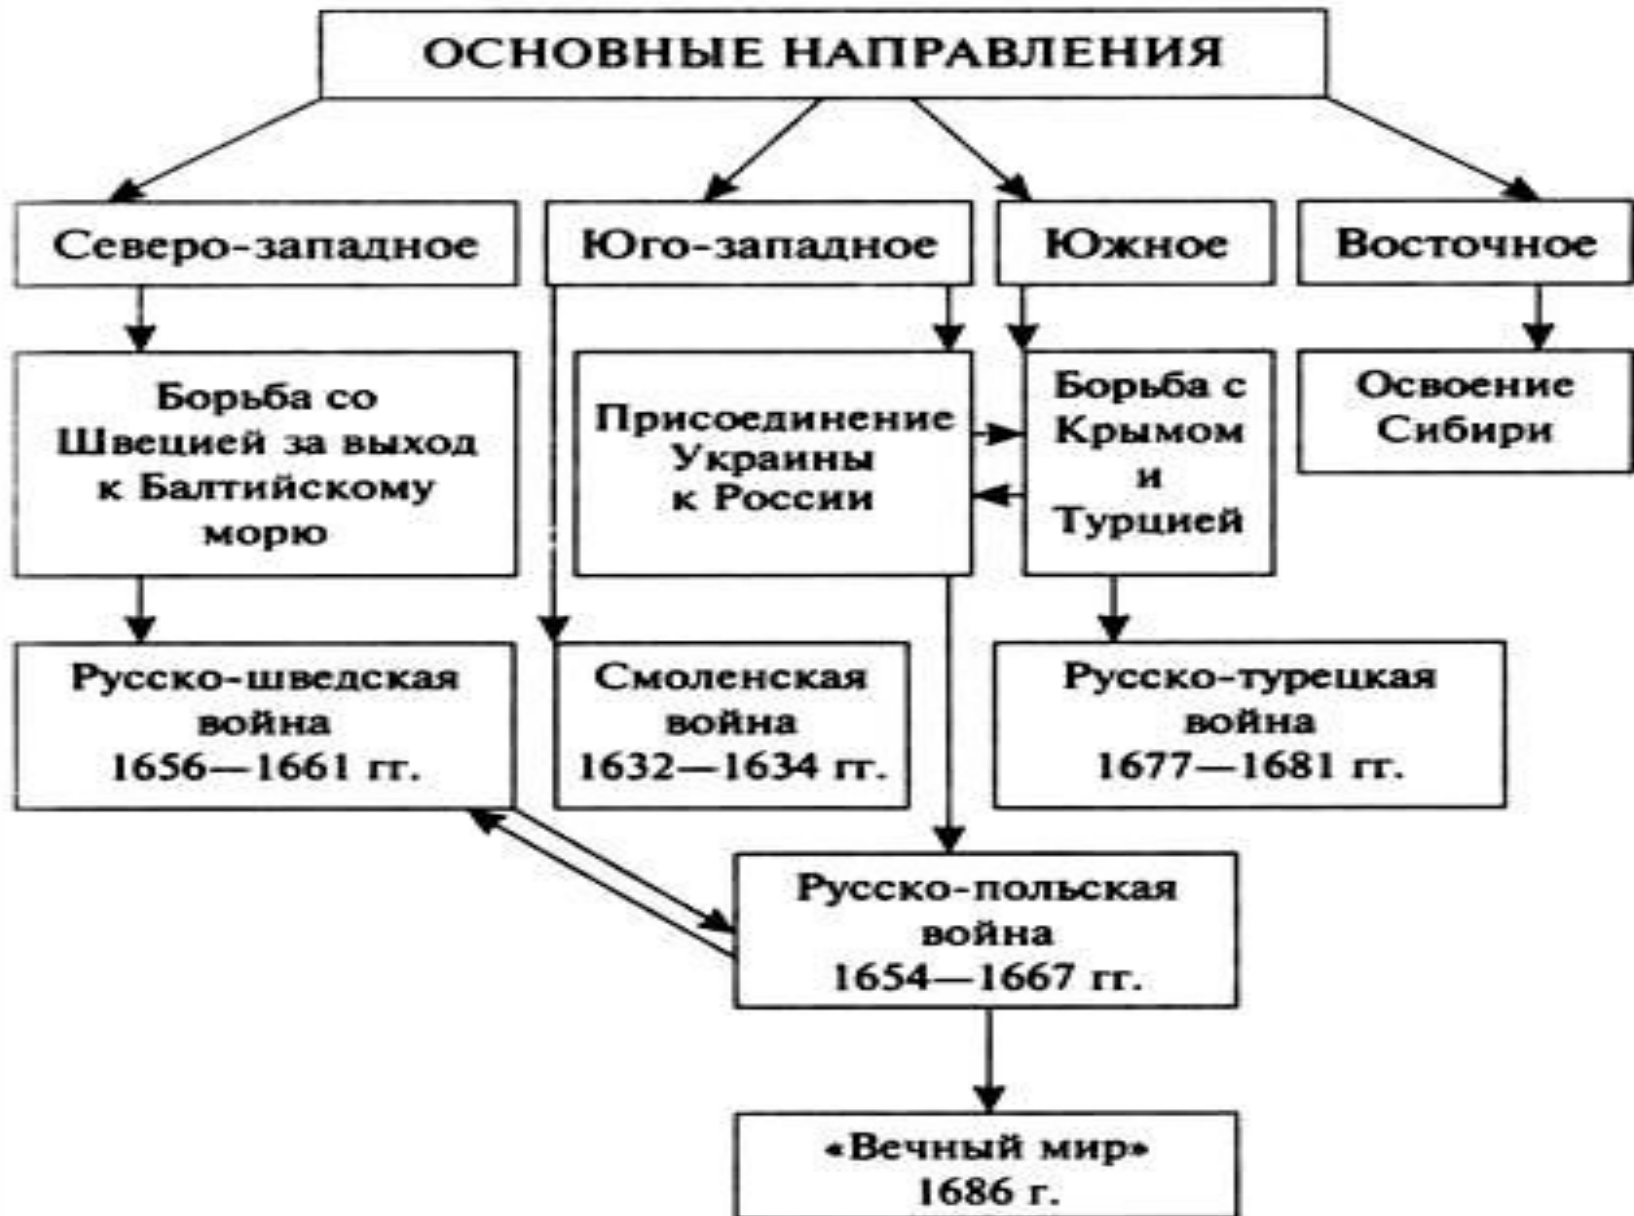 ОСНОВНЫЕ НАПРАВЛЕНИЯ
Северо-западное
Юго-западное
Южное
Восточное
Борьба со
Швецией за выход
к Балтийскому
морю
Присоединение
Украины
к России
Борьба с
Крымом
и
Турцией
Освоение
Сибири
Русско-шведская
война
1656—1661 гг.
Смоленская
война
1632—1634 гг.
Русско-турецкая
война
1677—1681 гг.
Русско-польская
война
1654—1667 гг.
«Вечный мир»
1686 г.